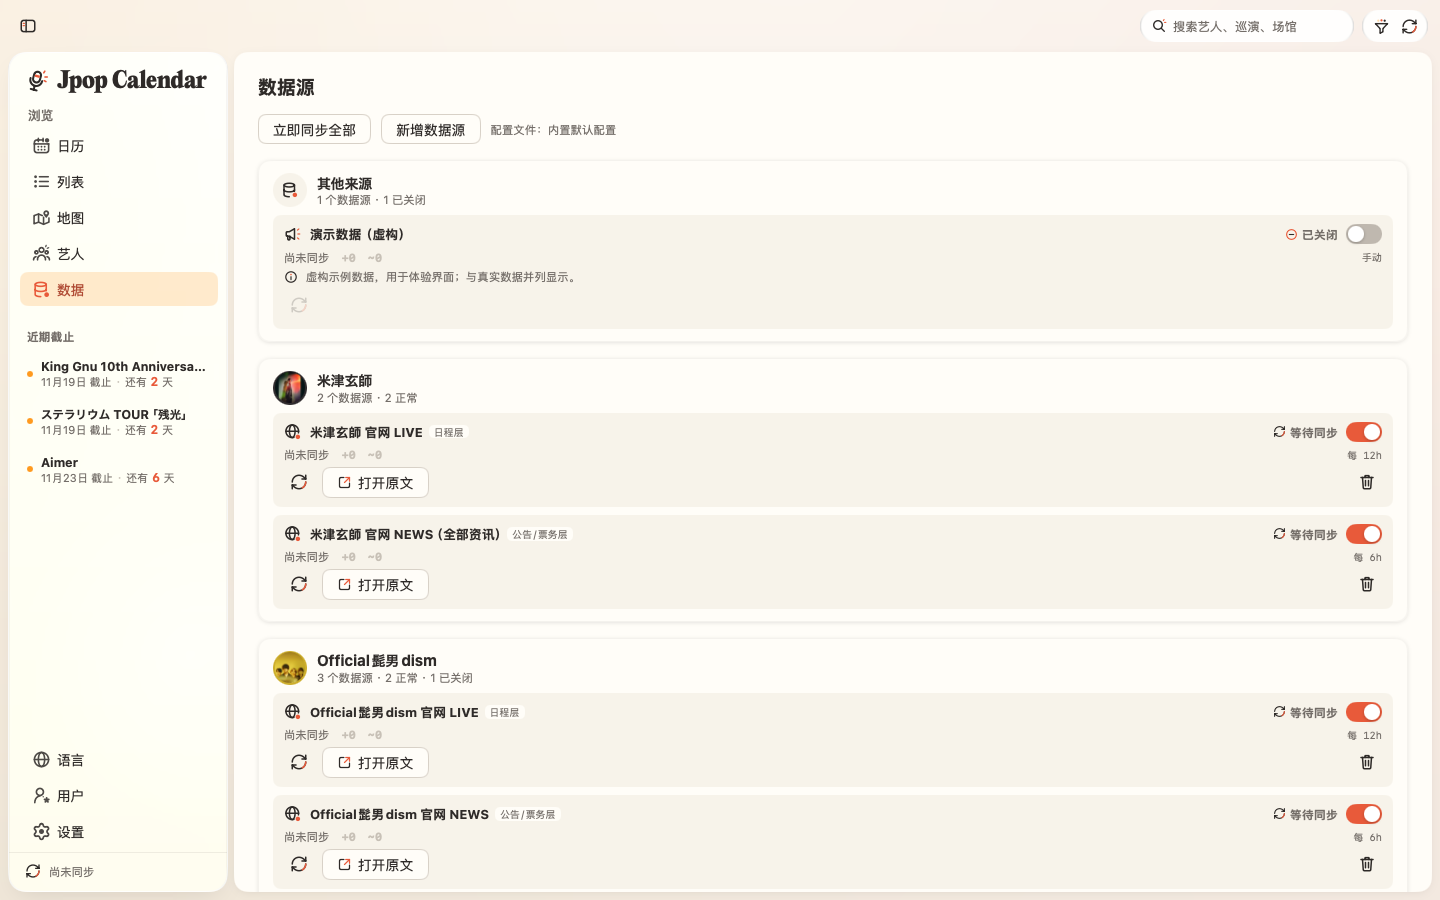 搜索艺人、巡演、场馆
Jpop Calendar
浏览
日历
列表
地图
艺人
数据
近期截止
King Gnu 10th Anniversa...
11月19日 截止 · 还有 2 天
ステラリウム TOUR「残光」
11月19日 截止 · 还有 2 天
Aimer
11月23日 截止 · 还有 6 天
语言
用户
设置
尚未同步
数据源
立即同步全部
新增数据源
配置文件：内置默认配置
其他来源
1 个数据源 · 1 已关闭
演示数据（虚构）
已关闭
尚未同步 +0 ~0
手动
虚构示例数据，用于体验界面；与真实数据并列显示。
米津玄師
2 个数据源 · 2 正常
米津玄師 官网 LIVE 日程层
等待同步
尚未同步 +0 ~0
每 12h
打开原文
米津玄師 官网 NEWS（全部资讯） 公告/票务层
等待同步
尚未同步 +0 ~0
每 6h
打开原文
Official髭男dism
3 个数据源 · 2 正常 · 1 已关闭
Official髭男dism 官网 LIVE 日程层
等待同步
尚未同步 +0 ~0
每 12h
打开原文
Official髭男dism 官网 NEWS 公告/票务层
等待同步
尚未同步 +0 ~0
每 6h
打开原文